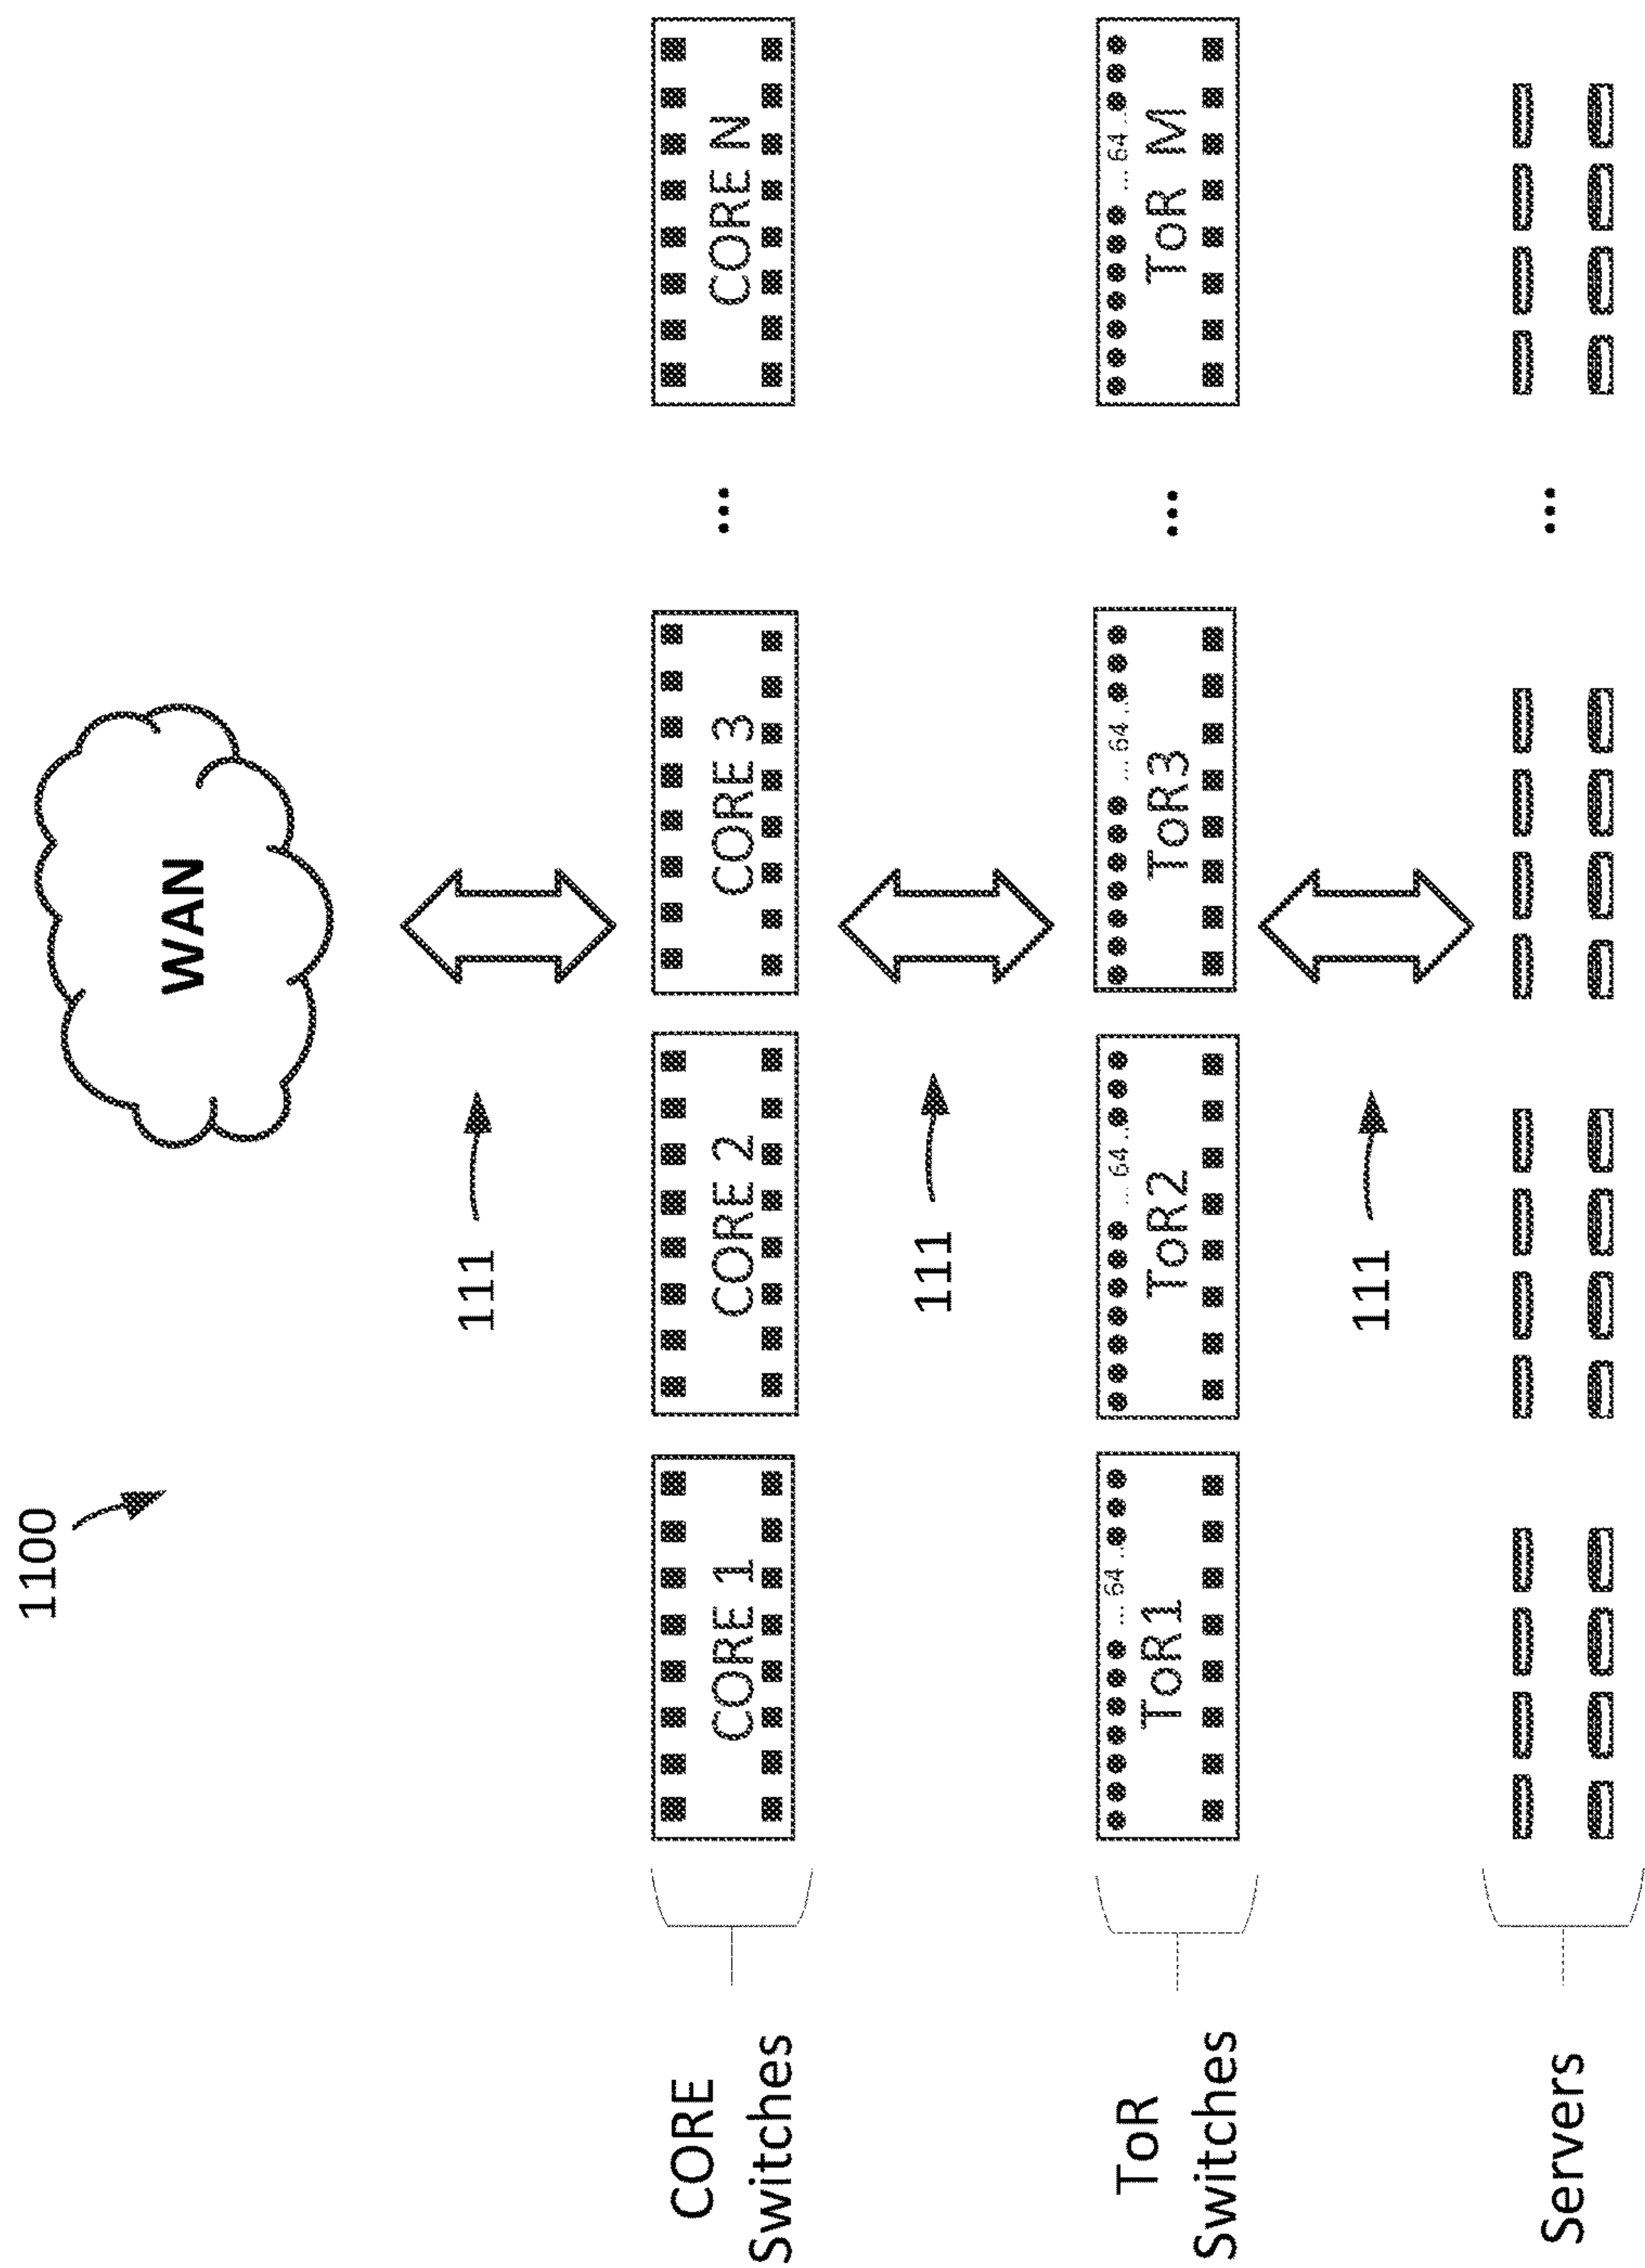 1100
WAN
111
CORE
Switches
CORE 1
CORE 2
CORE 3
...
CORE N
111
ToR
Switches
... 64 ..
ToR1
... 64 ..
ToR2
... 64 ..
ToR3
...
... 64 ..
ToR M
111
Servers
...